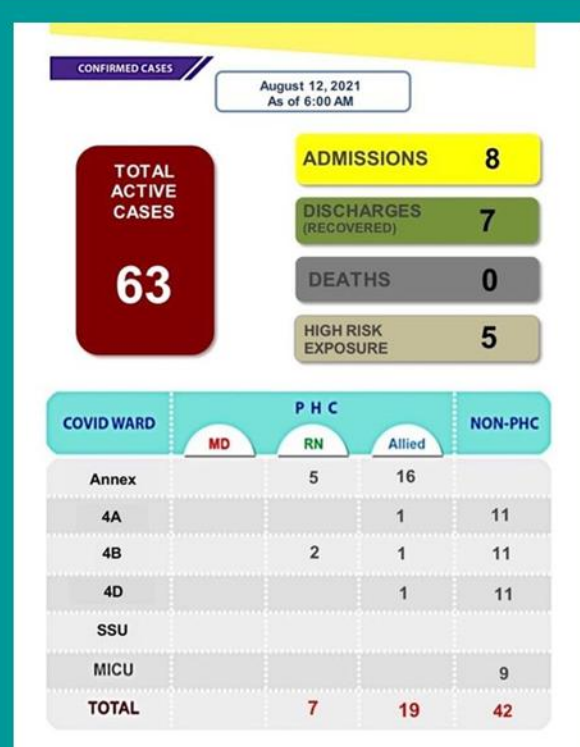 CONFIRMED CASES
August 12, 2021
As of 6:00 AM
TOTAL
ACTIVE
CASES
63
ADMISSIONS 8
DISCHARGES
(RECOVERED) 7
DEATHS 0
HIGH RISK
EXPOSURE 5
COVID WARD PHC NON-PHC
MD RN Allied
Annex 5 16
4A 1 11
4B 2 1 11
4D 1 11
SSU
MICU 9
TOTAL 7 19 42